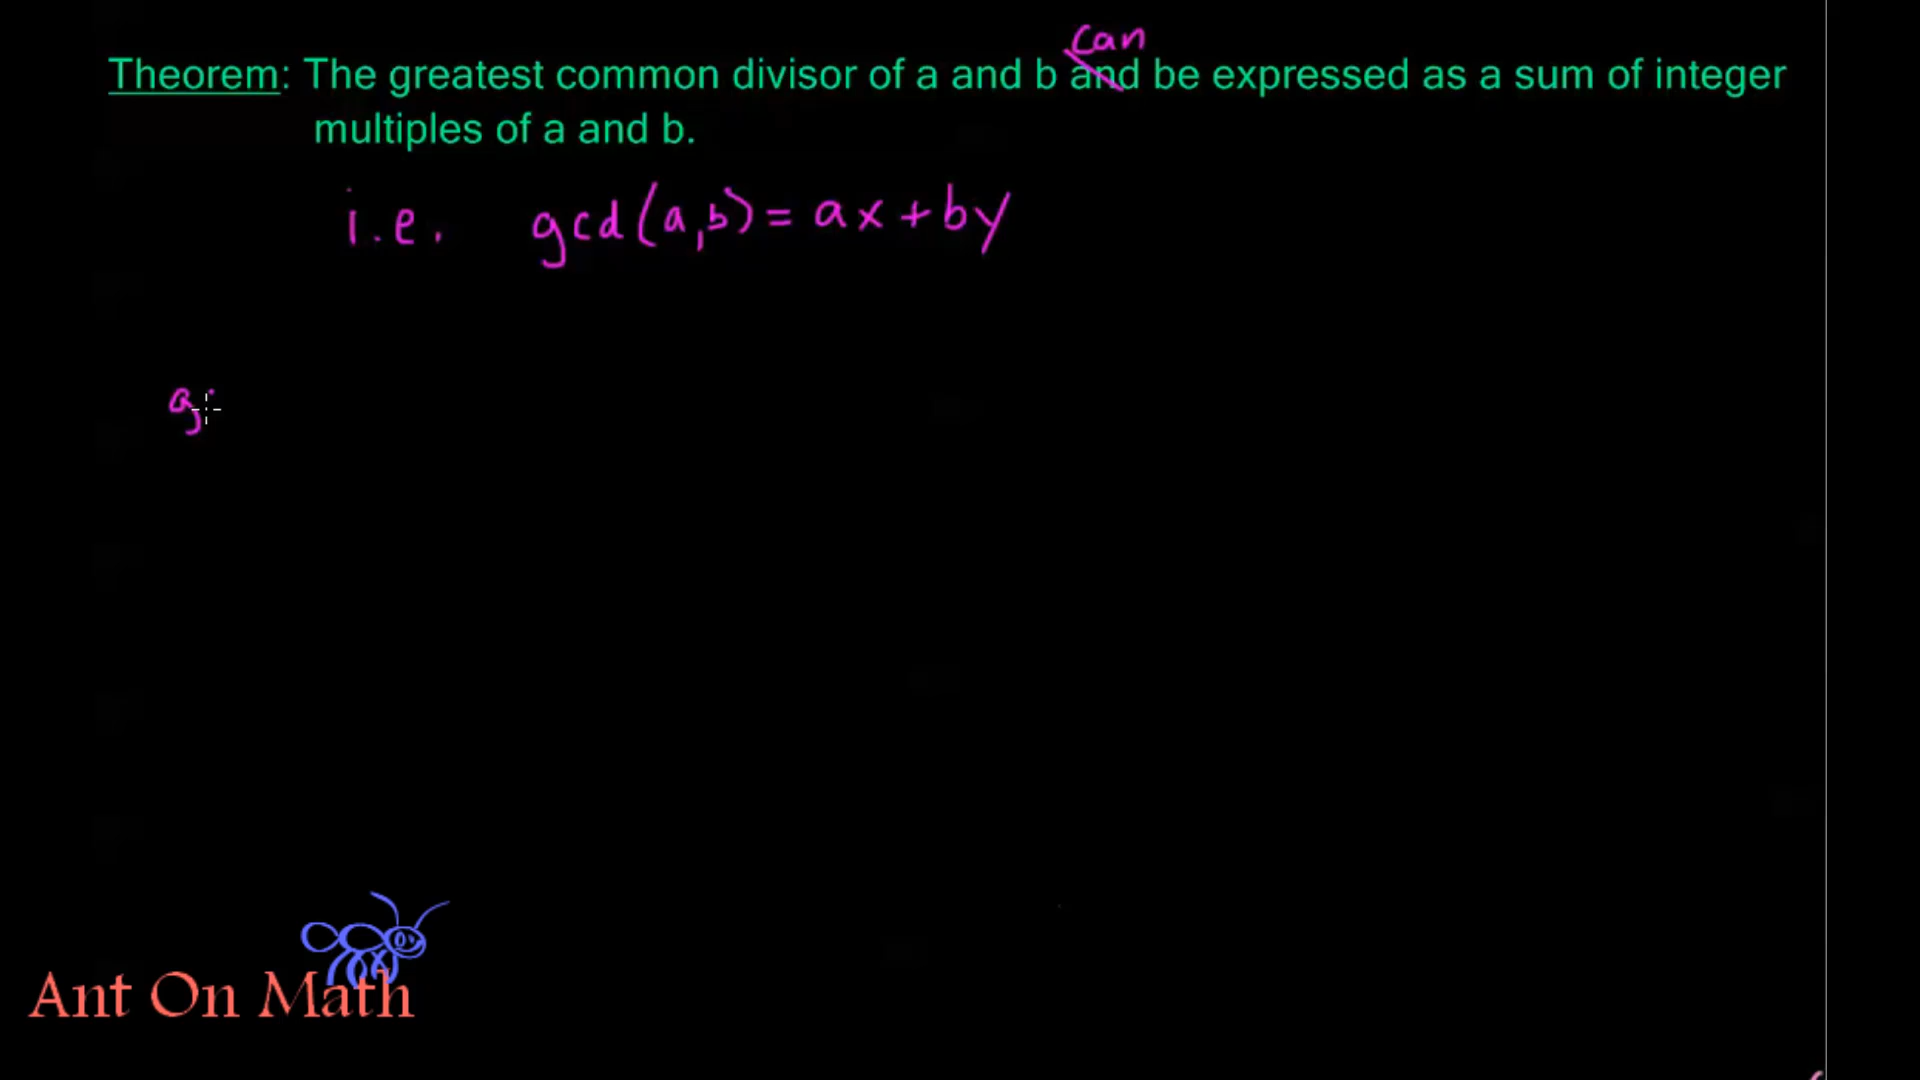 can
Theorem: The greatest common divisor of a and b and be expressed as a sum of integer
multiples of a and b.
i.e. gcd(a,b) = ax + by
Ant On Math